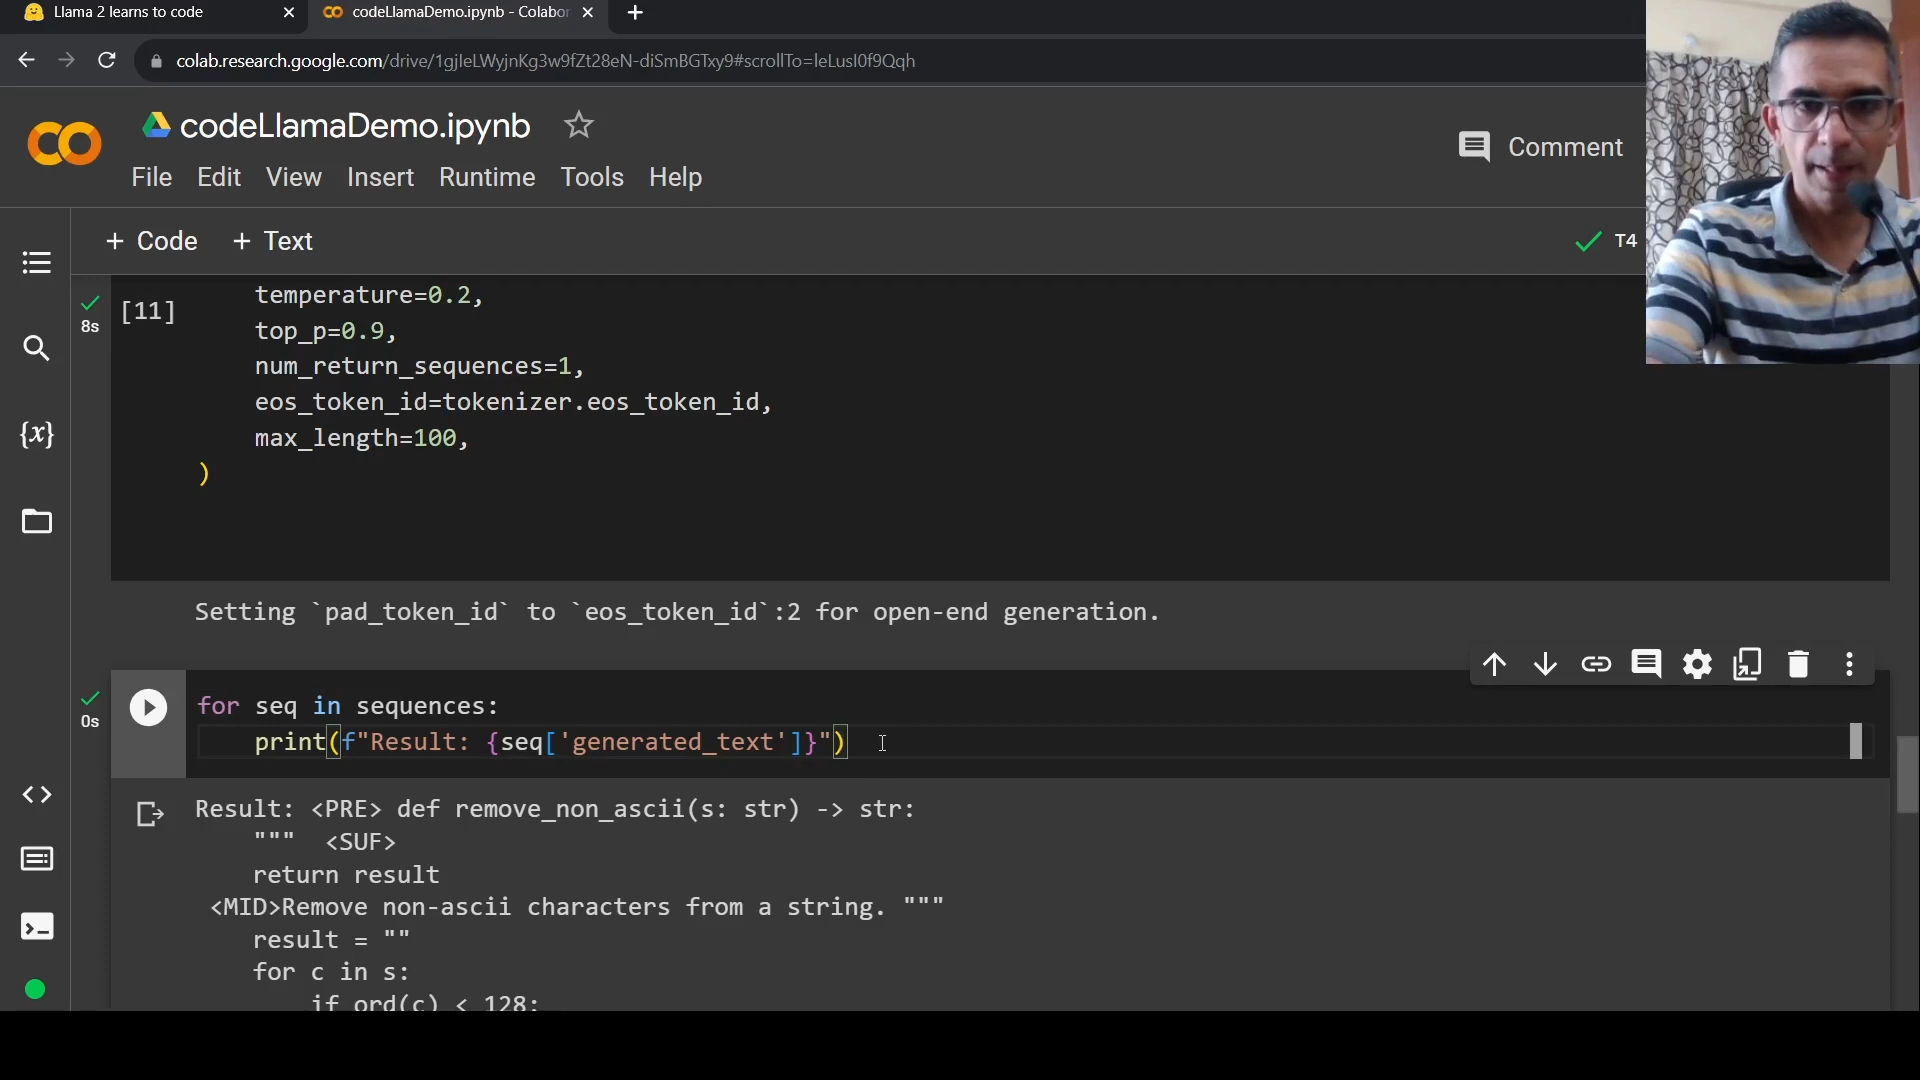 Llama 2 learns to code
codeLlamaDemo.ipynb - Colabor
colab.research.google.com/drive/1gjleLWyjnKg3w9fZt28eN-diSmBGTxy9#scrollTo=leLusl0f9Qqh
codeLlamaDemo.ipynb
Comment
File Edit View Insert Runtime Tools Help
+ Code + Text
T4
8s
[11]
temperature=0.2,
top_p=0.9,
num_return_sequences=1,
eos_token_id=tokenizer.eos_token_id,
max_length=100,
)
Setting `pad_token_id` to `eos_token_id`:2 for open-end generation.
0s
for seq in sequences:
print(f"Result: {seq['generated_text']}")
Result: <PRE> def remove_non_ascii(s: str) -> str:
""" <SUF>
return result
<MID>Remove non-ascii characters from a string. """
result = ""
for c in s:
if ord(c) < 128: